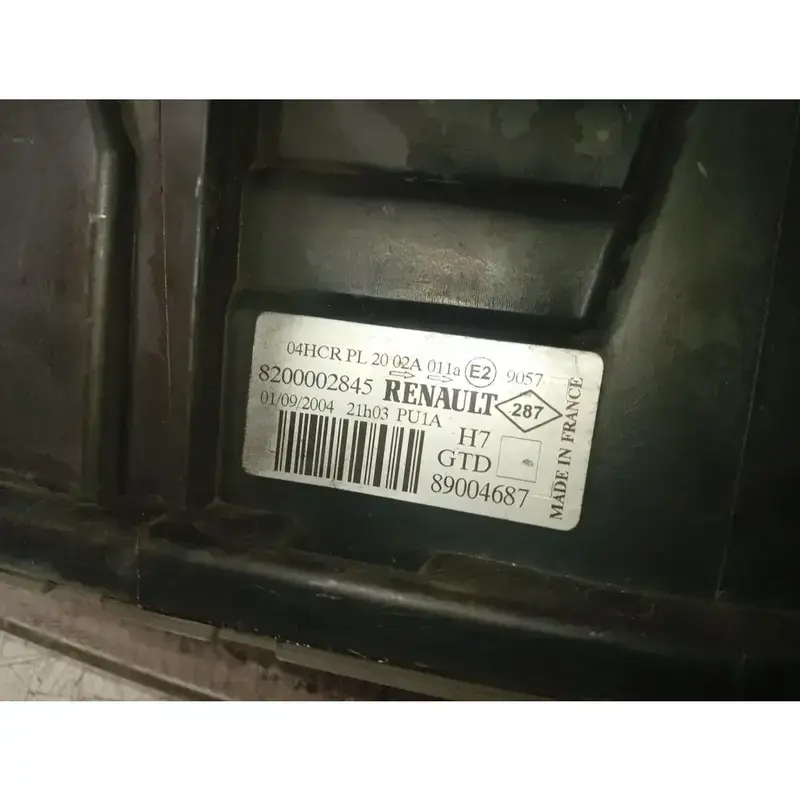 04HCR PL 20 02A 011a E2 9057
8200002845 RENAULT 287
01/09/2004 21h03 PU1A
H7
GTD
89004687
MADE IN FRANCE